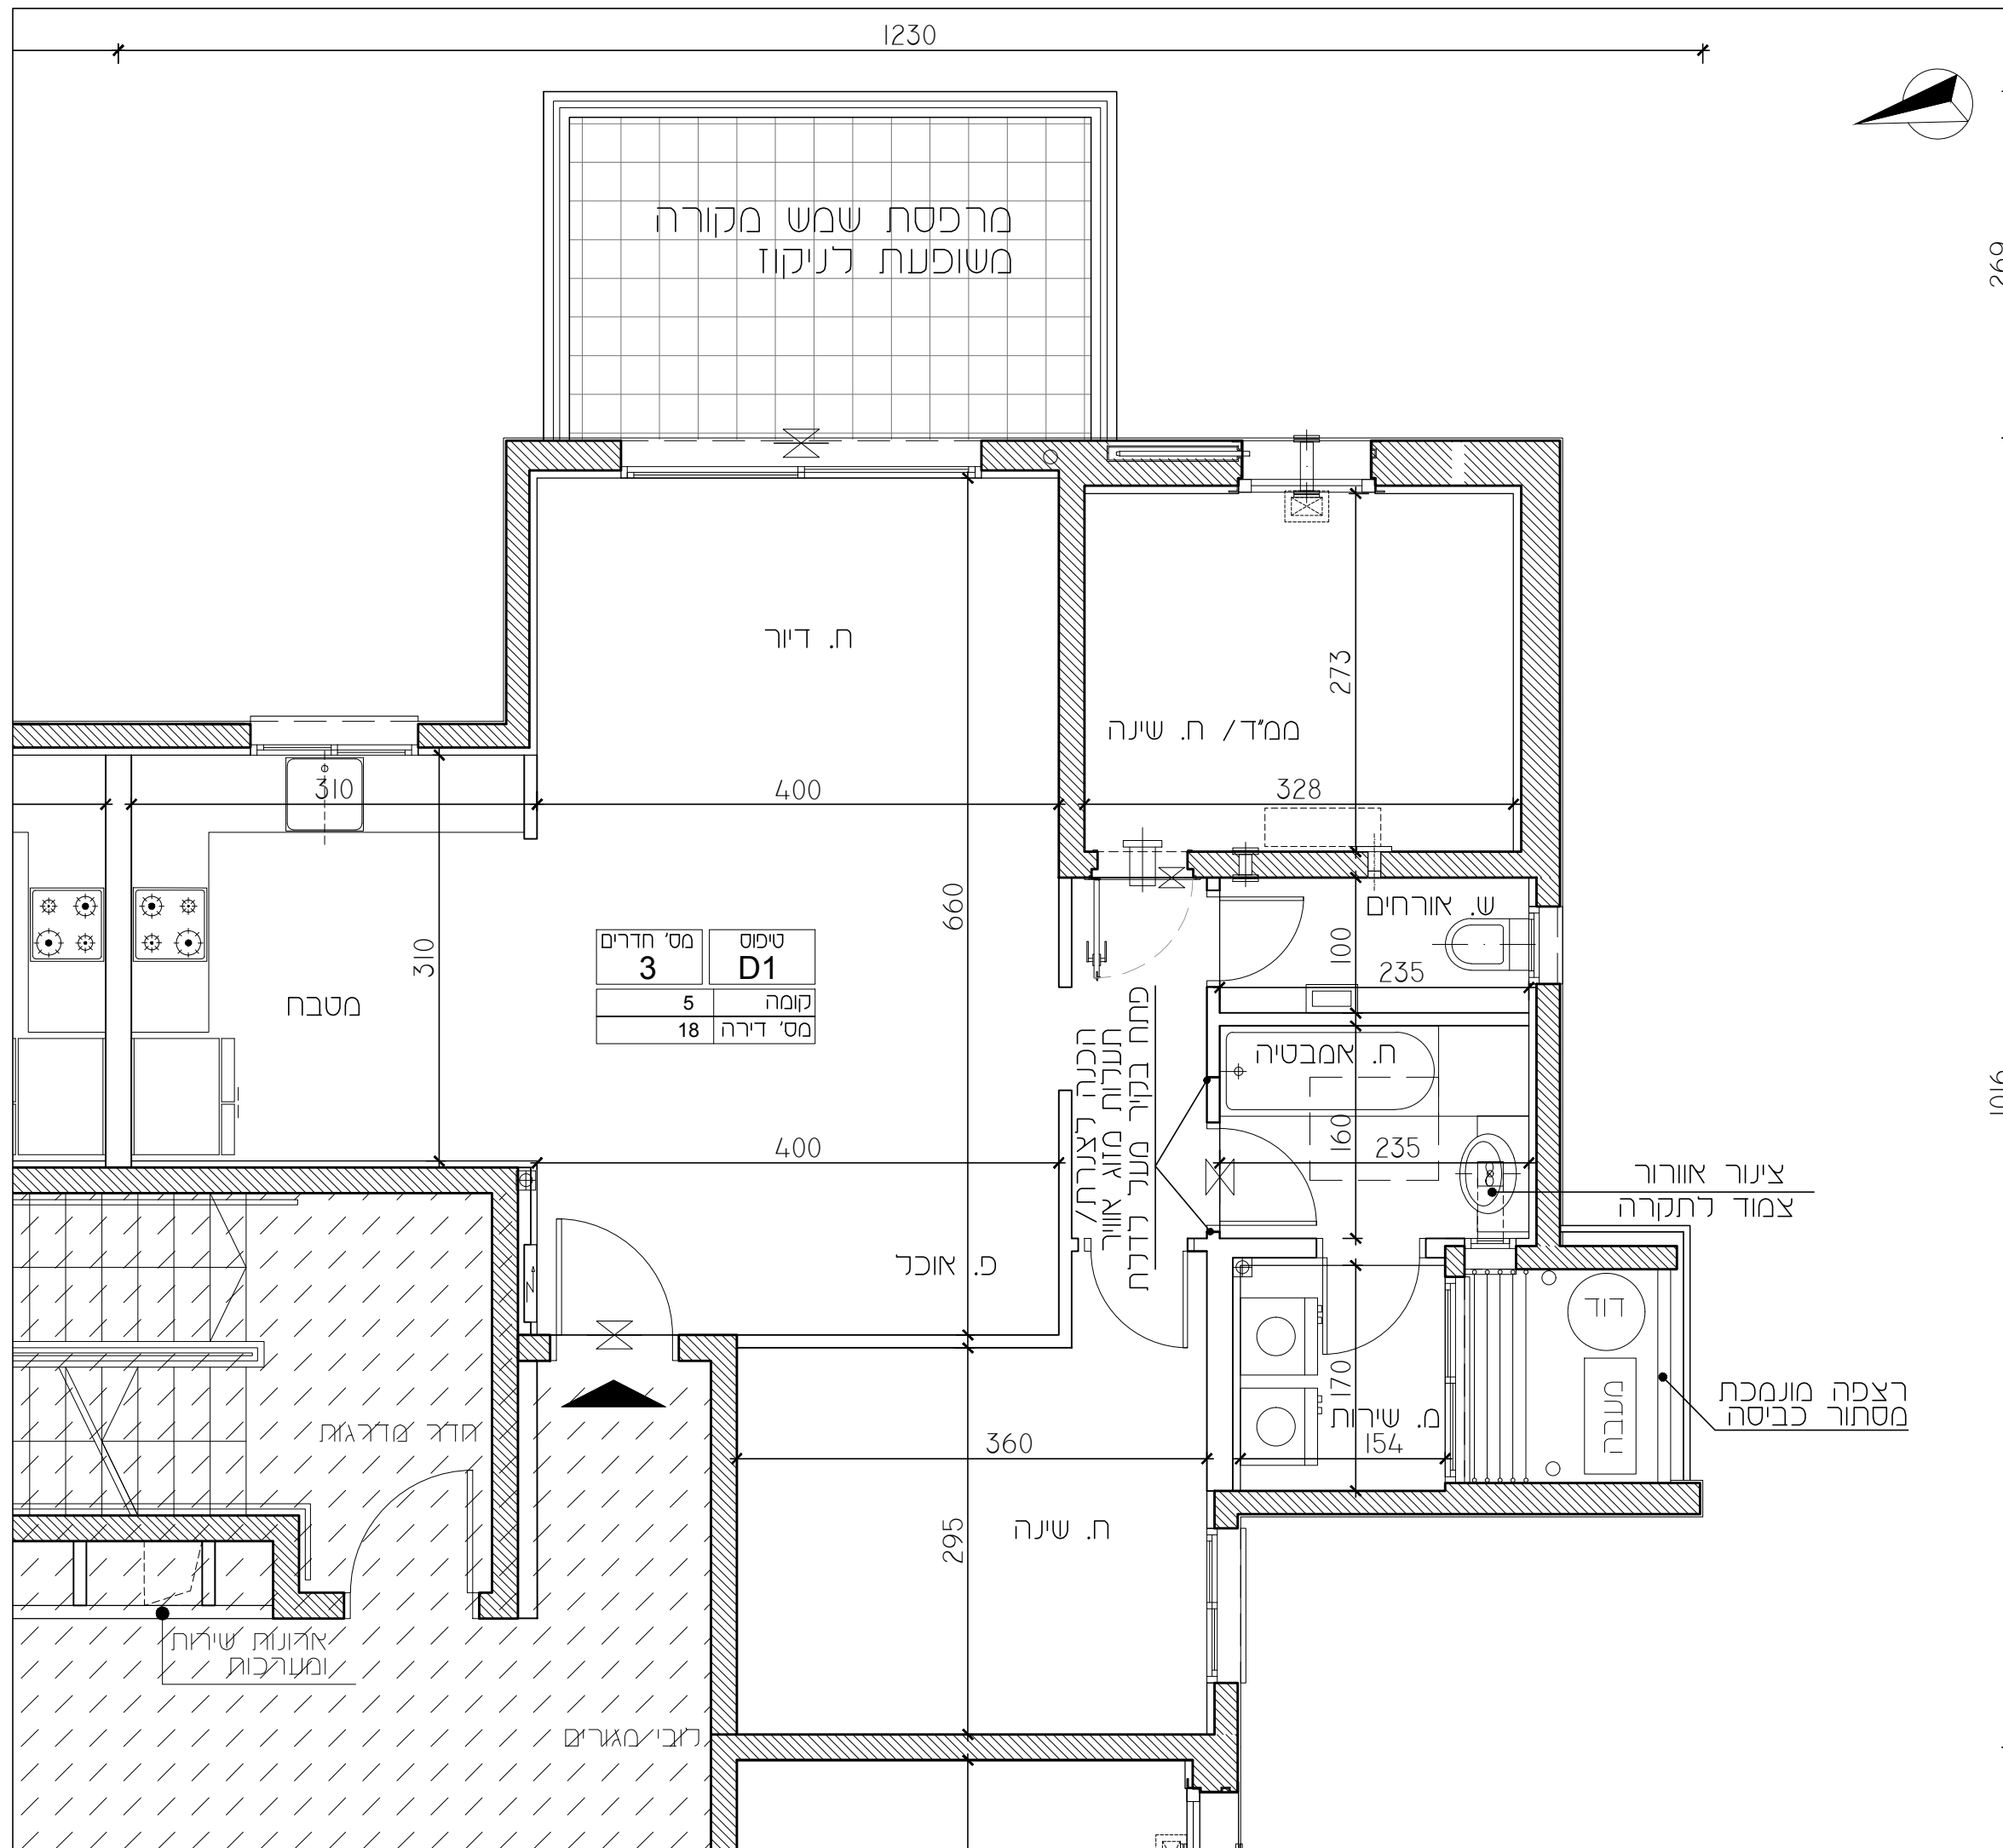 1230
269
מרפסת שמש מקורה
משופעת לניקוז
ח. דיור
273
ממ"ד/ ח. שינה
310
400
328
660
310
טיפוס
D1
מס' חדרים
3
קומה 5
מס' דירה 18
ש. אורחים
100
235
מטבח
1016
הכנה לצנרת/
תעלות מזוג אוויר
פתח בקיר מעל לדלת
ח. אמבטיה
160
400
235
צינור אוורור
צמוד לתקרה
פ. אוכל
דוד
מעבה
רצפה מונמכת
מסתור כביסה
170
מ. שירות
154
חדר מדרגות
360
295
ח. שינה
ארונות שירות
ומערכות
לובי מגורים